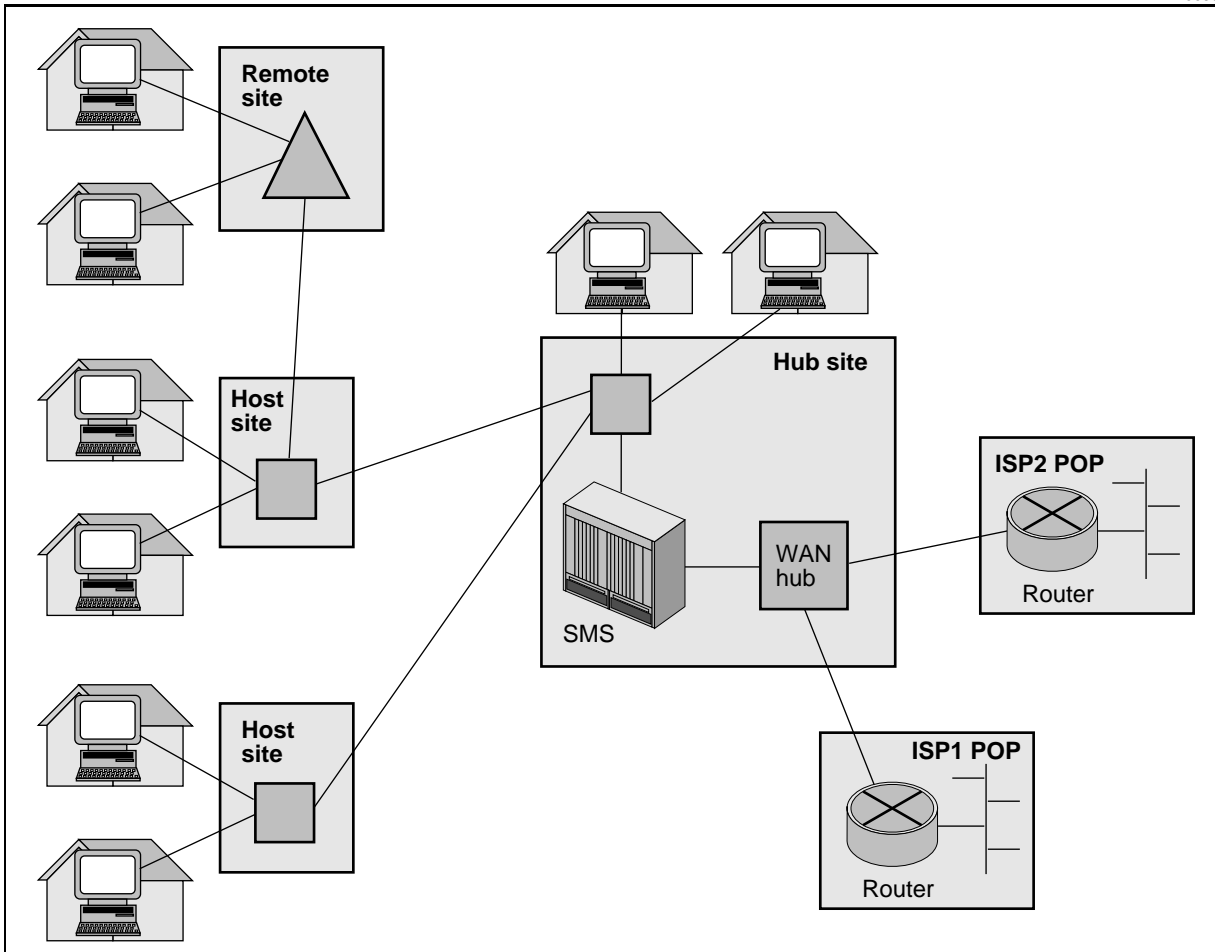 Remote
site
Hub site
Host
site
ISP2 POP
WAN
hub
Router
SMS
Host
site
ISP1 POP
Router